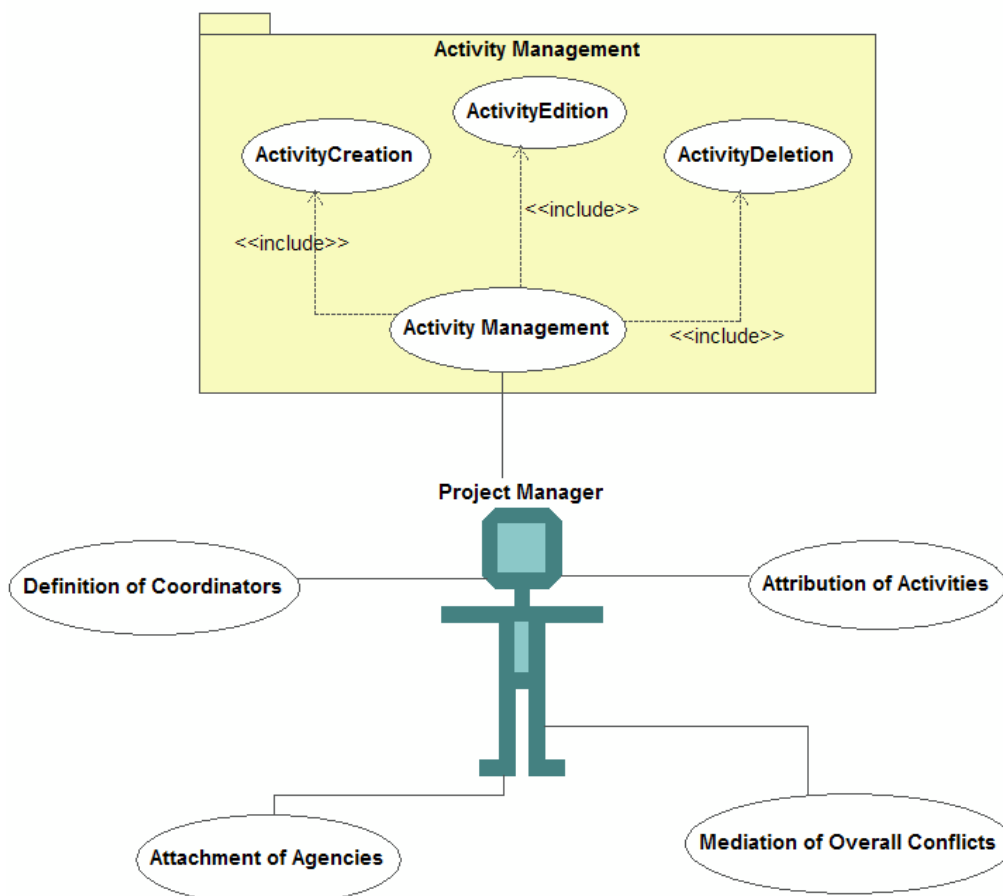 Activity Management
ActivityEdition
ActivityCreation
ActivityDeletion
<<include>>
<<include>>
<<include>>
Activity Management
Project Manager
Definition of Coordinators
Attribution of Activities
Attachment of Agencies
Mediation of Overall Conflicts